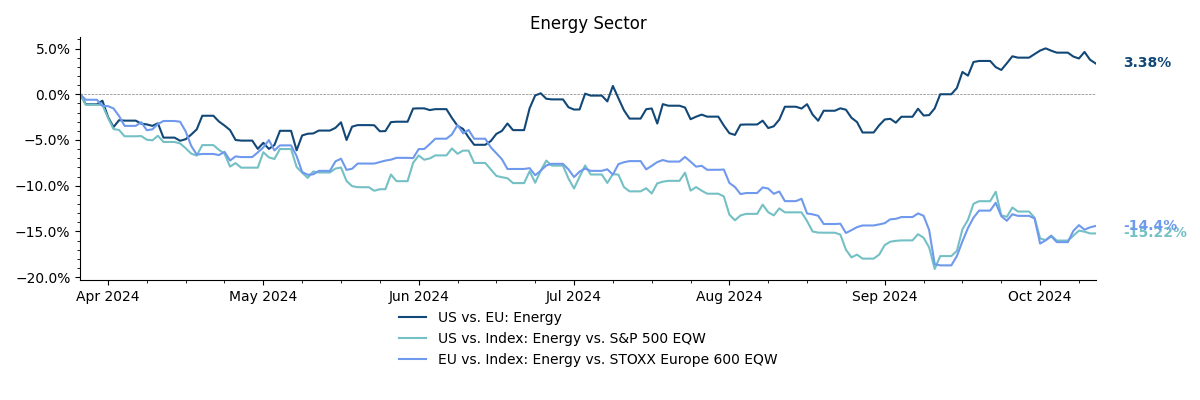 Energy Sector
5.0%
0.0%
−5.0%
−10.0%
−15.0%
−20.0%
3.38%
-14.4%
-15.22%
Apr 2024 May 2024 Jun 2024 Jul 2024 Aug 2024 Sep 2024 Oct 2024
US vs. EU: Energy
US vs. Index: Energy vs. S&P 500 EQW
EU vs. Index: Energy vs. STOXX Europe 600 EQW